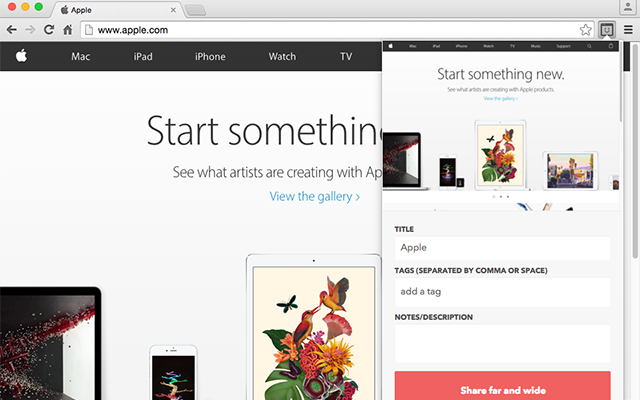 Apple
www.apple.com
Mac iPad iPhone Watch TV
Start something
See what artists are creating with Ap
View the gallery >
Mac iPad iPhone Watch TV Music Support
Start something new.
See what artists are creating with Apple products.
View the gallery >
TITLE
Apple
TAGS (SEPARATED BY COMMA OR SPACE)
add a tag
NOTES/DESCRIPTION
Share far and wide